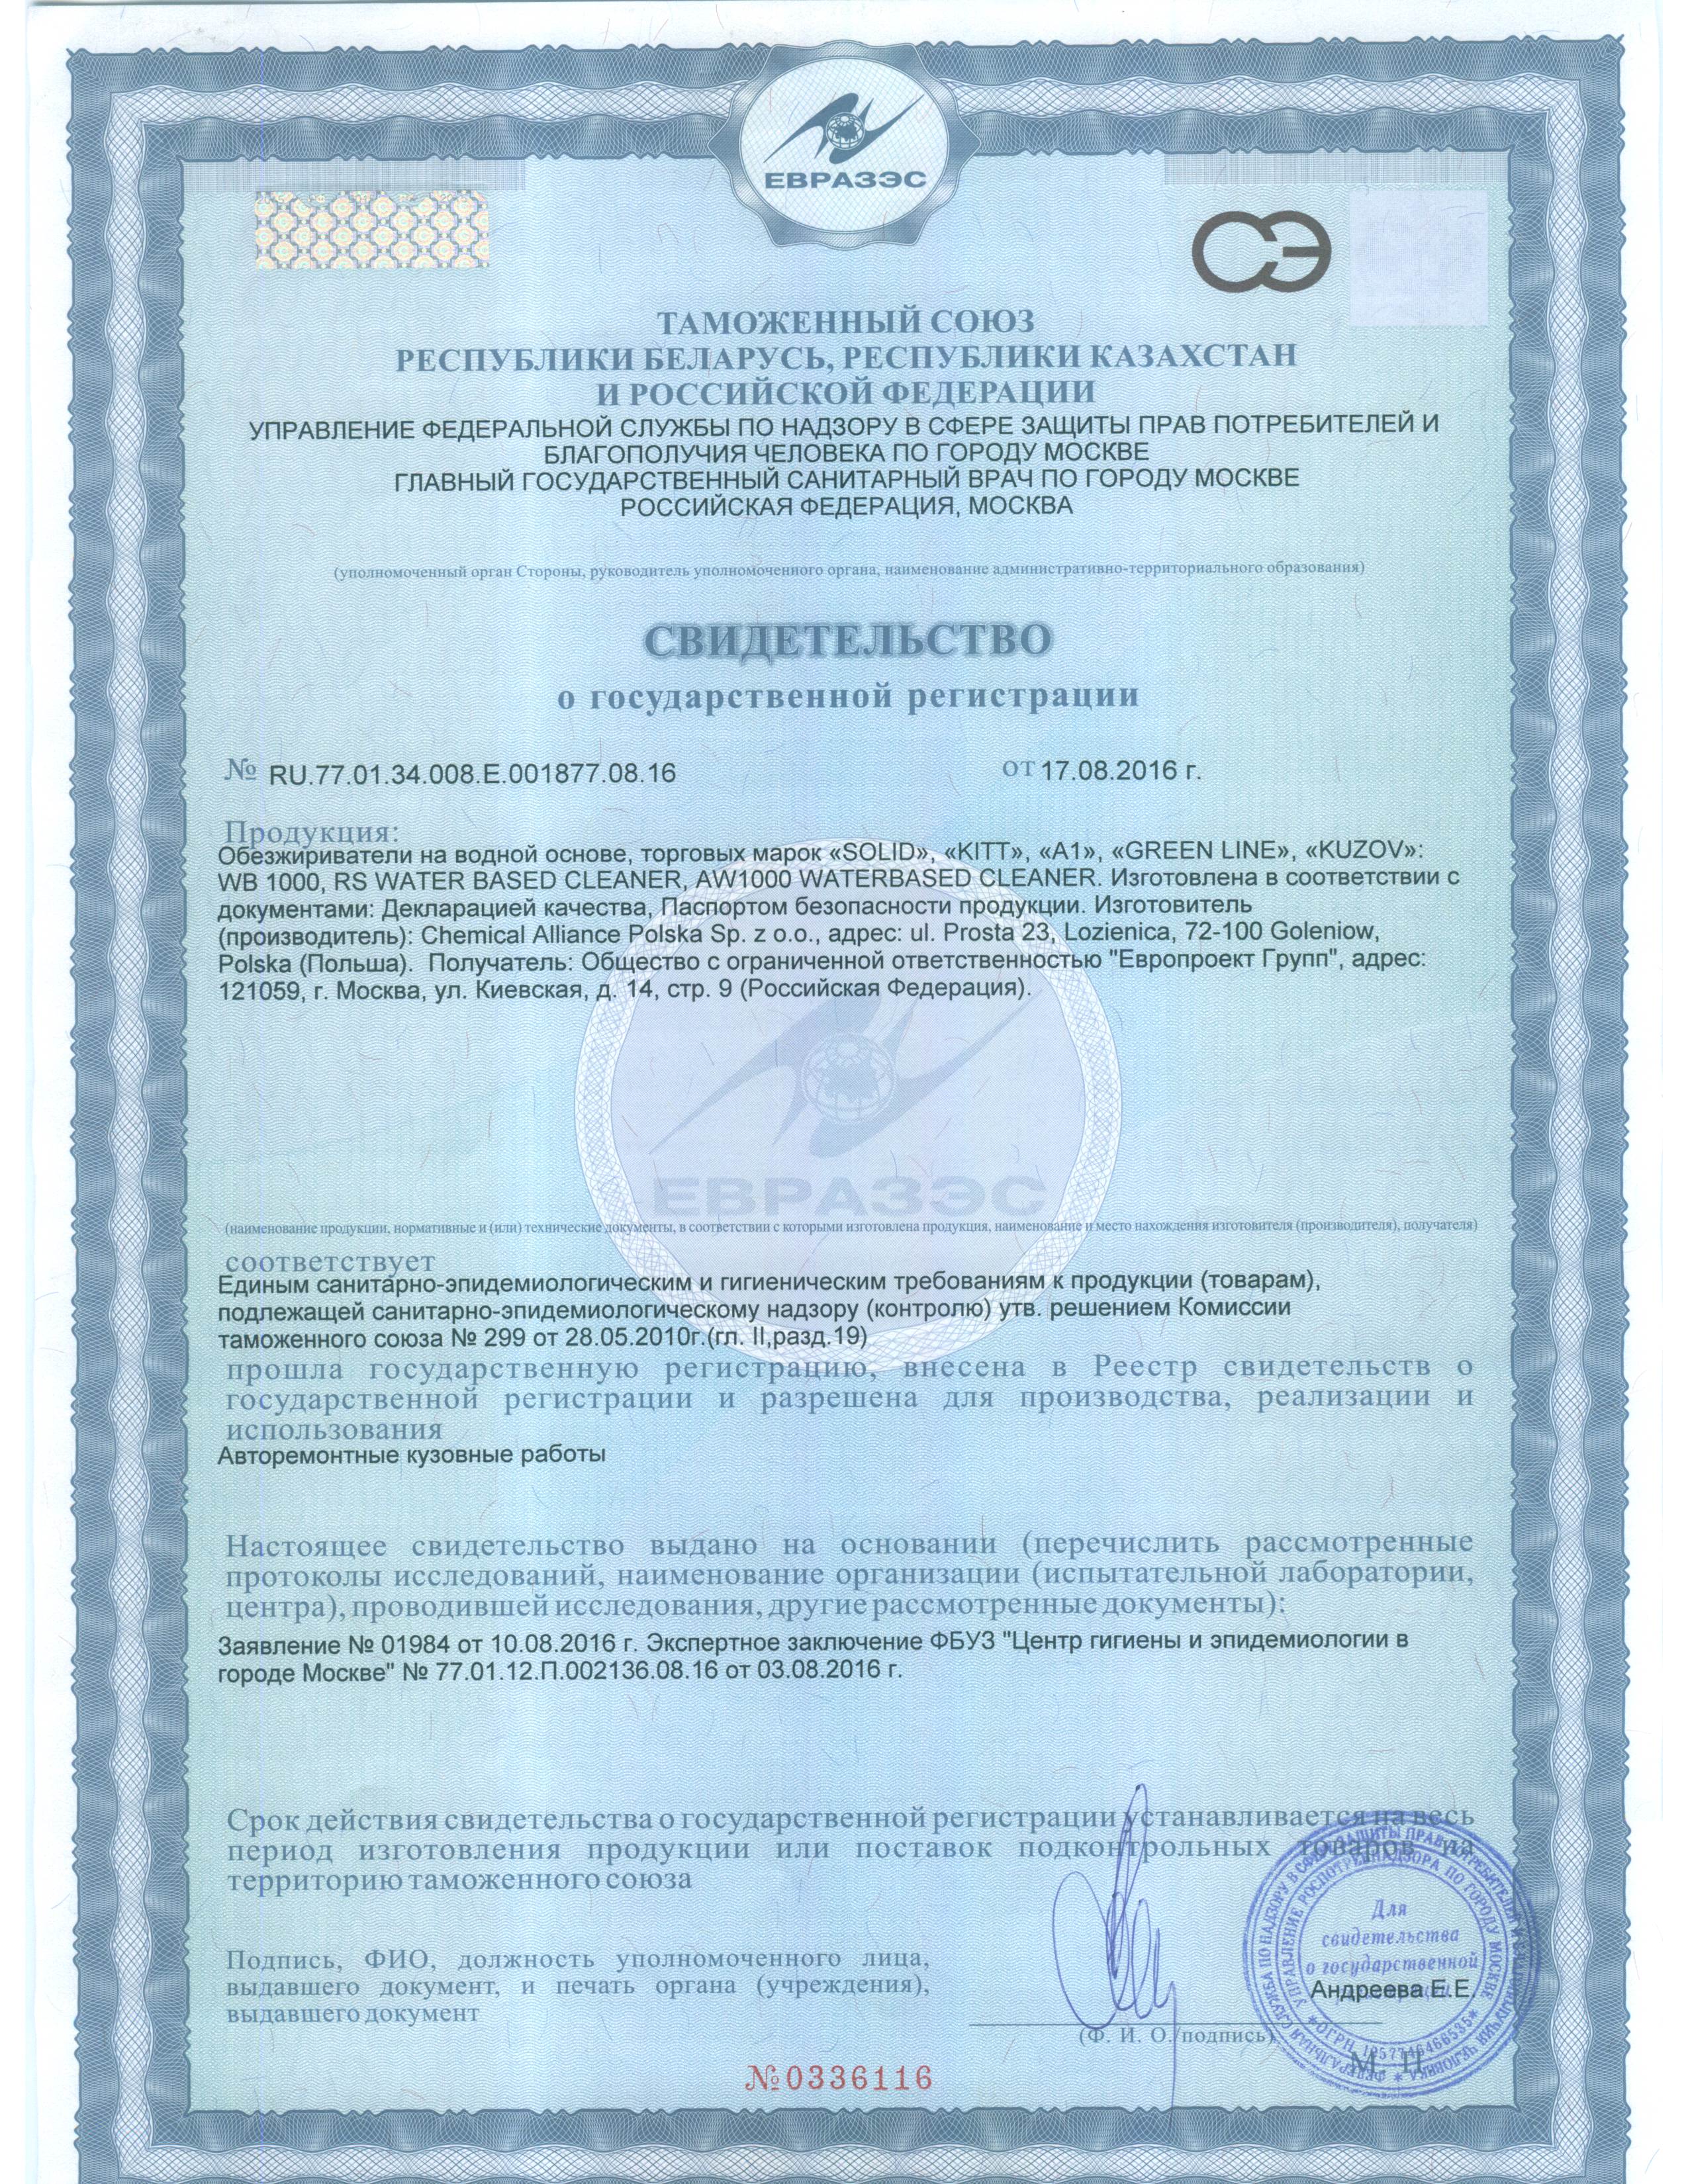 ЕВРАЗЭС
СЭ
ТАМОЖЕННЫЙ СОЮЗ
РЕСПУБЛИКИ БЕЛАРУСЬ, РЕСПУБЛИКИ КАЗАХСТАН
И РОССИЙСКОЙ ФЕДЕРАЦИИ
УПРАВЛЕНИЕ ФЕДЕРАЛЬНОЙ СЛУЖБЫ ПО НАДЗОРУ В СФЕРЕ ЗАЩИТЫ ПРАВ ПОТРЕБИТЕЛЕЙ И
БЛАГОПОЛУЧИЯ ЧЕЛОВЕКА ПО ГОРОДУ МОСКВЕ
ГЛАВНЫЙ ГОСУДАРСТВЕННЫЙ САНИТАРНЫЙ ВРАЧ ПО ГОРОДУ МОСКВЕ
РОССИЙСКАЯ ФЕДЕРАЦИЯ, МОСКВА
(уполномоченный орган Стороны, руководитель уполномоченного органа, наименование административно-территориального образования)
СВИДЕТЕЛЬСТВО
о государственной регистрации
№ RU.77.01.34.008.Е.001877.08.16 от 17.08.2016 г.
Продукция:
Обезжириватели на водной основе, торговых марок «SOLID», «KITT», «A1», «GREEN LINE», «KUZOV»:
WB 1000, RS WATER BASED CLEANER, AW1000 WATERBASED CLEANER. Изготовлена в соответствии с
документами: Декларацией качества, Паспортом безопасности продукции. Изготовитель
(производитель): Chemical Alliance Polska Sp. z o.o., адрес: ul. Prosta 23, Lozienica, 72-100 Goleniow,
Polska (Польша). Получатель: Общество с ограниченной ответственностью "Европроект Групп", адрес:
121059, г. Москва, ул. Киевская, д. 14, стр. 9 (Российская Федерация).
ЕВРАЗЭС
(наименование продукции, нормативные и (или) технические документы, в соответствии с которыми изготовлена продукция, наименование и место нахождения изготовителя (производителя), получателя)
соответствует
Единым санитарно-эпидемиологическим и гигиеническим требованиям к продукции (товарам),
подлежащей санитарно-эпидемиологическому надзору (контролю) утв. решением Комиссии
таможенного союза № 299 от 28.05.2010г.(гл. II,разд.19)
прошла государственную регистрацию, внесена в Реестр свидетельств о
государственной регистрации и разрешена для производства, реализации и
использования
Авторемонтные кузовные работы
Настоящее свидетельство выдано на основании (перечислить рассмотренные
протоколы исследований, наименование организации (испытательной лаборатории,
центра), проводившей исследования, другие рассмотренные документы):
Заявление № 01984 от 10.08.2016 г. Экспертное заключение ФБУЗ "Центр гигиены и эпидемиологии в
городе Москве" № 77.01.12.П.002136.08.16 от 03.08.2016 г.
Срок действия свидетельства о государственной регистрации устанавливается на весь
период изготовления продукции или поставок подконтрольных товаров на
территорию таможенного союза
Подпись, ФИО, должность уполномоченного лица,
выдавшего документ, и печать органа (учреждения),
выдавшего документ
Для
свидетельства
о государственной
Андреева Е.Е.
(Ф. И. О./подпись)
М. П.
УПРАВЛЕНИЕ РОСПОТРЕБНАДЗОРА ПО ГОРОДУ МОСКВЕ
№0336116